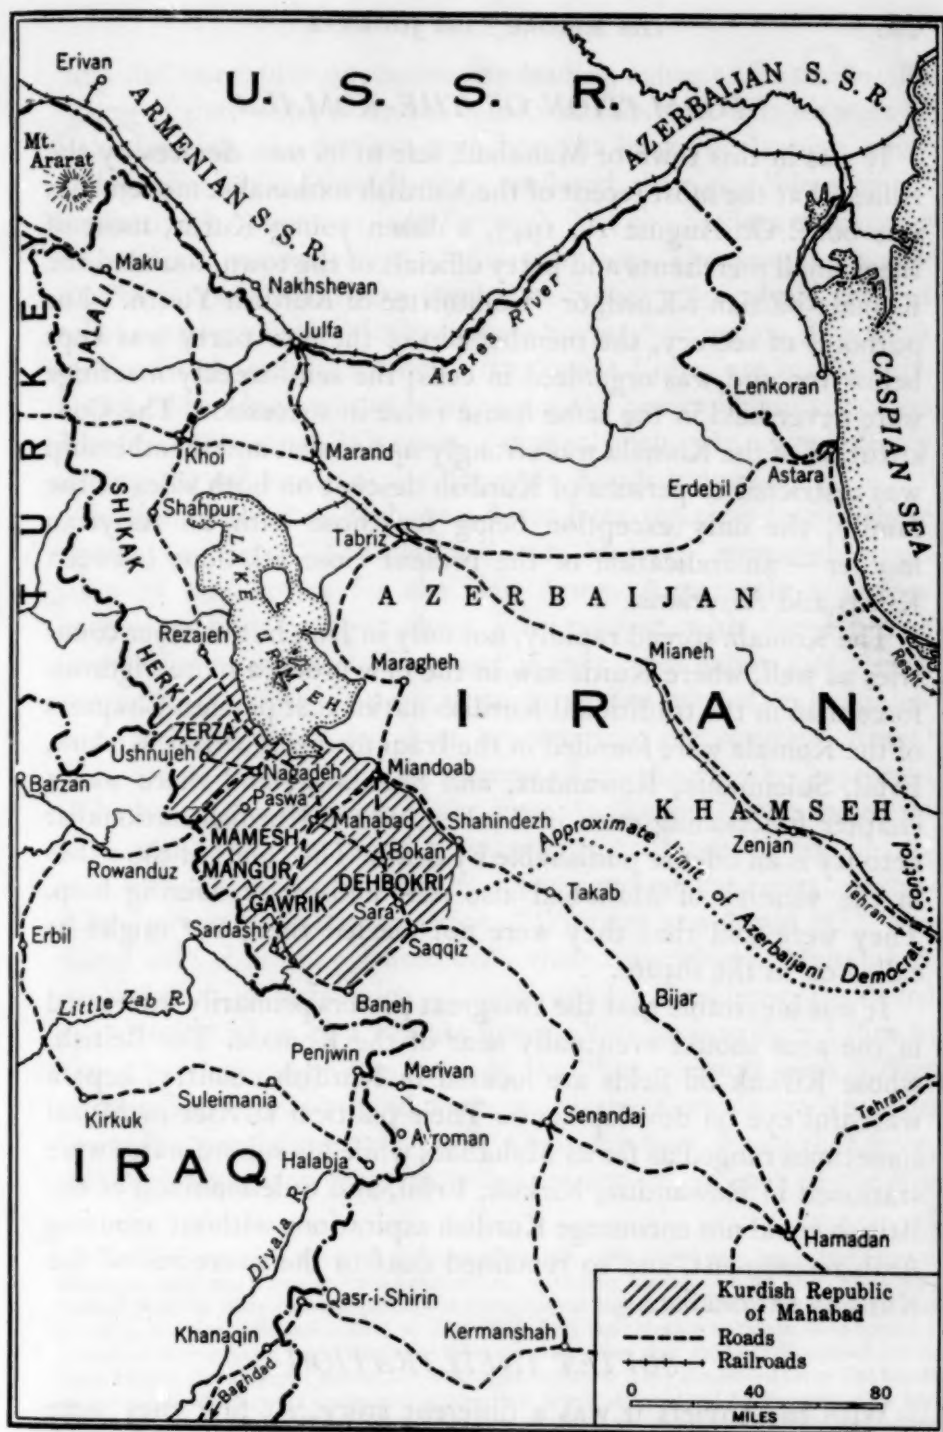 U. S. S. R.
AZERBAIJAN S. S. R.
Erivan
ARMENIAN S. S. R.
Mt.
Ararat
Maku
TURKEY
JALALI
Nakhshevan
Julfa
Araxes River
CASPIAN SEA
Lenkoran
Khoi
Marand
Astara
Erdebil
SHIKAK
Shahpur
Tabriz
LAKE URMIEH
AZERBAIJAN
Rezaieh
HERKI
Maragheh
Mianeh
Resht
IRAN
ZERZA
Ushnujeh
Nagadeh
Miandoab
Barzan
Paswa
Mahabad
Shahindezh
KHAMSEH
MAMESH
Bokan
Approximate limit of Azerbaijani Democrat
control
Zenjan
Rowanduz
MANGUR
DEHBOKRI
Takab
Tehran
GAWRIK
Sara
Erbil
Sardasht
Saqqiz
Little Zab R.
Baneh
Bijar
Penjwin
Merivan
Suleimania
Tehran
Kirkuk
Senandaj
Avroman
IRAQ
Halabja
Diyala R.
Hamadan
Qasr-i-Shirin
Khanaqin
Kermanshah
Baghdad
Kurdish Republic
of Mahabad
Roads
Railroads
0 40 80
MILES